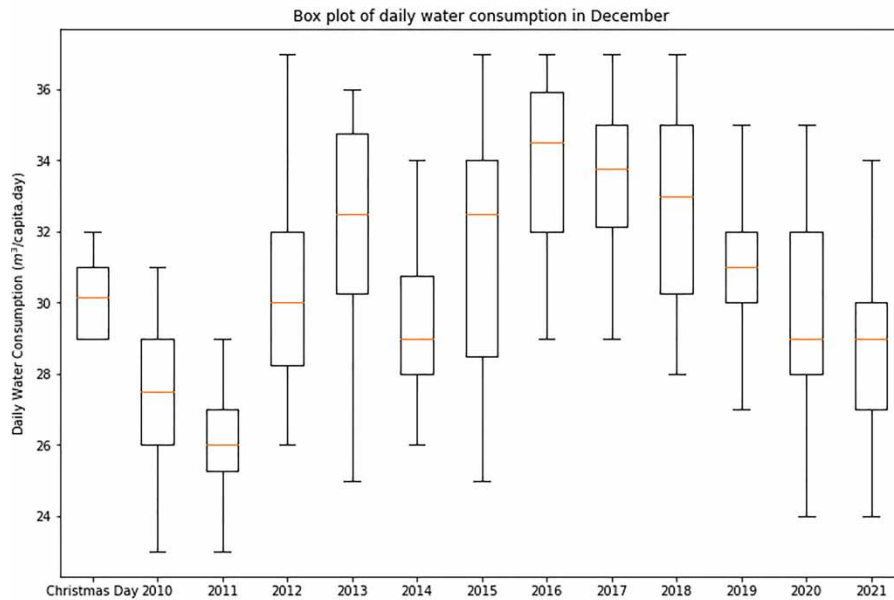 Box plot of daily water consumption in December
Daily Water Consumption (m³/capita.day)
36
34
32
30
28
26
24
Christmas Day 2010 2011 2012 2013 2014 2015 2016 2017 2018 2019 2020 2021